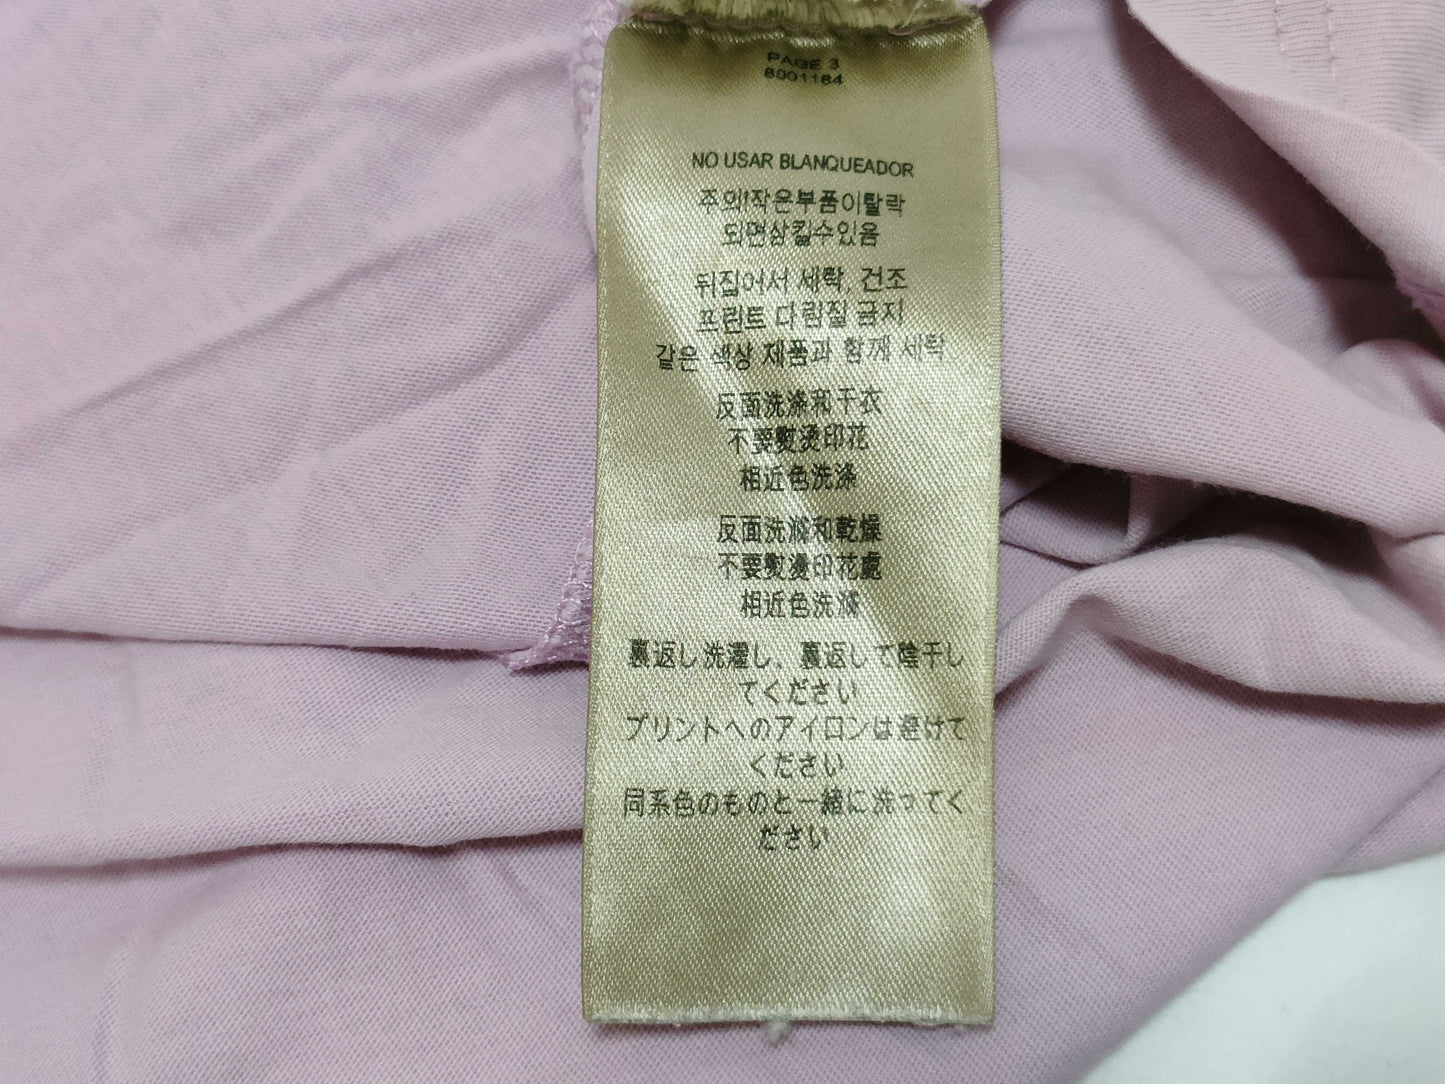 PAGE 3
8001184
NO USAR BLANQUEADOR
주의!작은부품이탈락
되면삼킬수있음
뒤집어서 세탁, 건조
프린트 다림질 금지
같은 색상 제품과 함께 세탁
反面洗涤和干衣
不要熨烫印花
相近色洗涤
反面洗滌和乾燥
不要熨燙印花處
相近色洗滌
裏返し洗濯し、裏返して陰干し
てください
プリントへのアイロンは避けて
ください
同系色のものと一緒に洗ってく
ださい